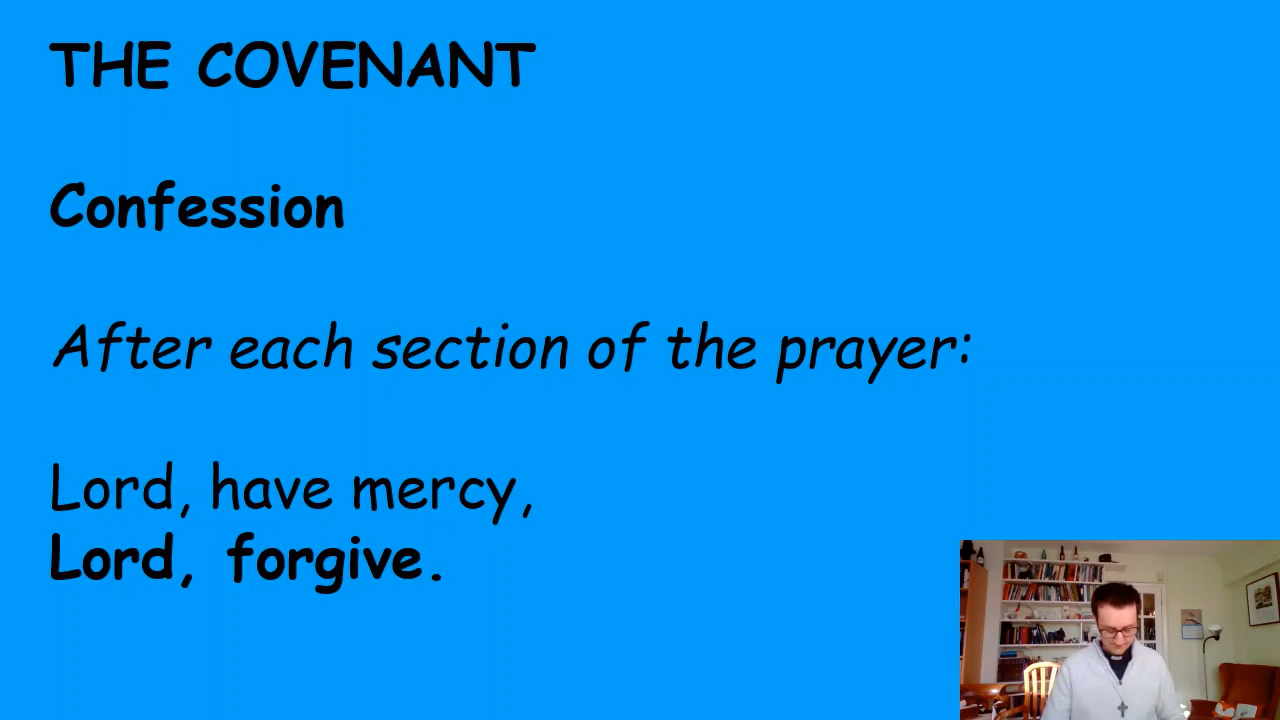 THE COVENANT
Confession
After each section of the prayer:
Lord, have mercy,
Lord, forgive.